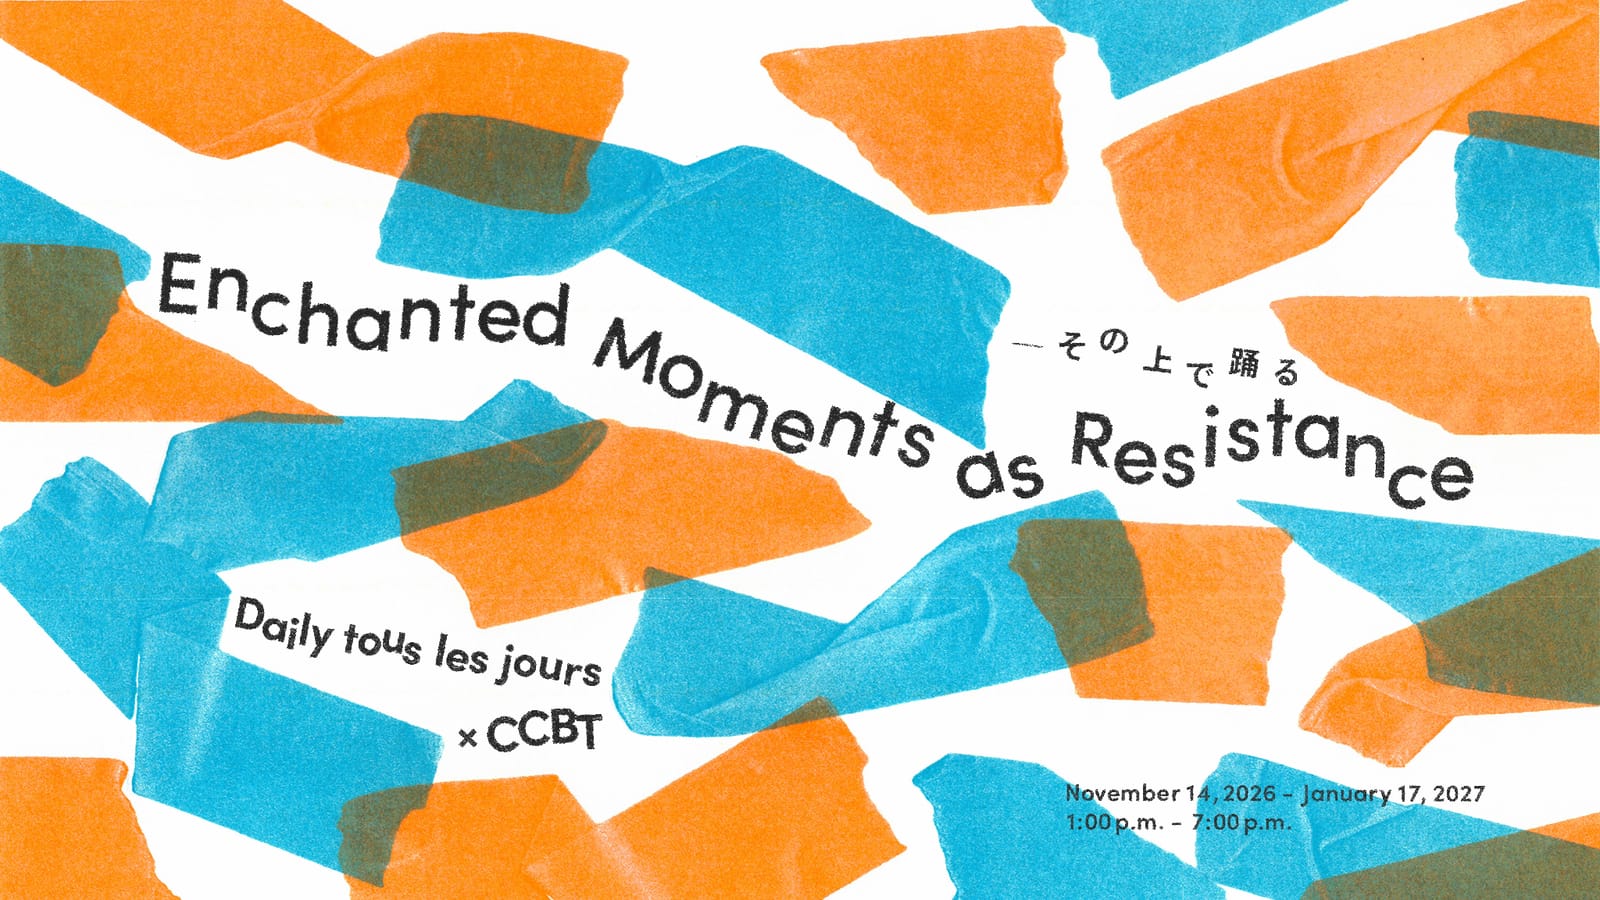 Enchanted Moments as Resistance
— その上で踊る
Daily tous les jours
× CCBT
November 14, 2026 – January 17, 2027
1:00 p.m. – 7:00 p.m.